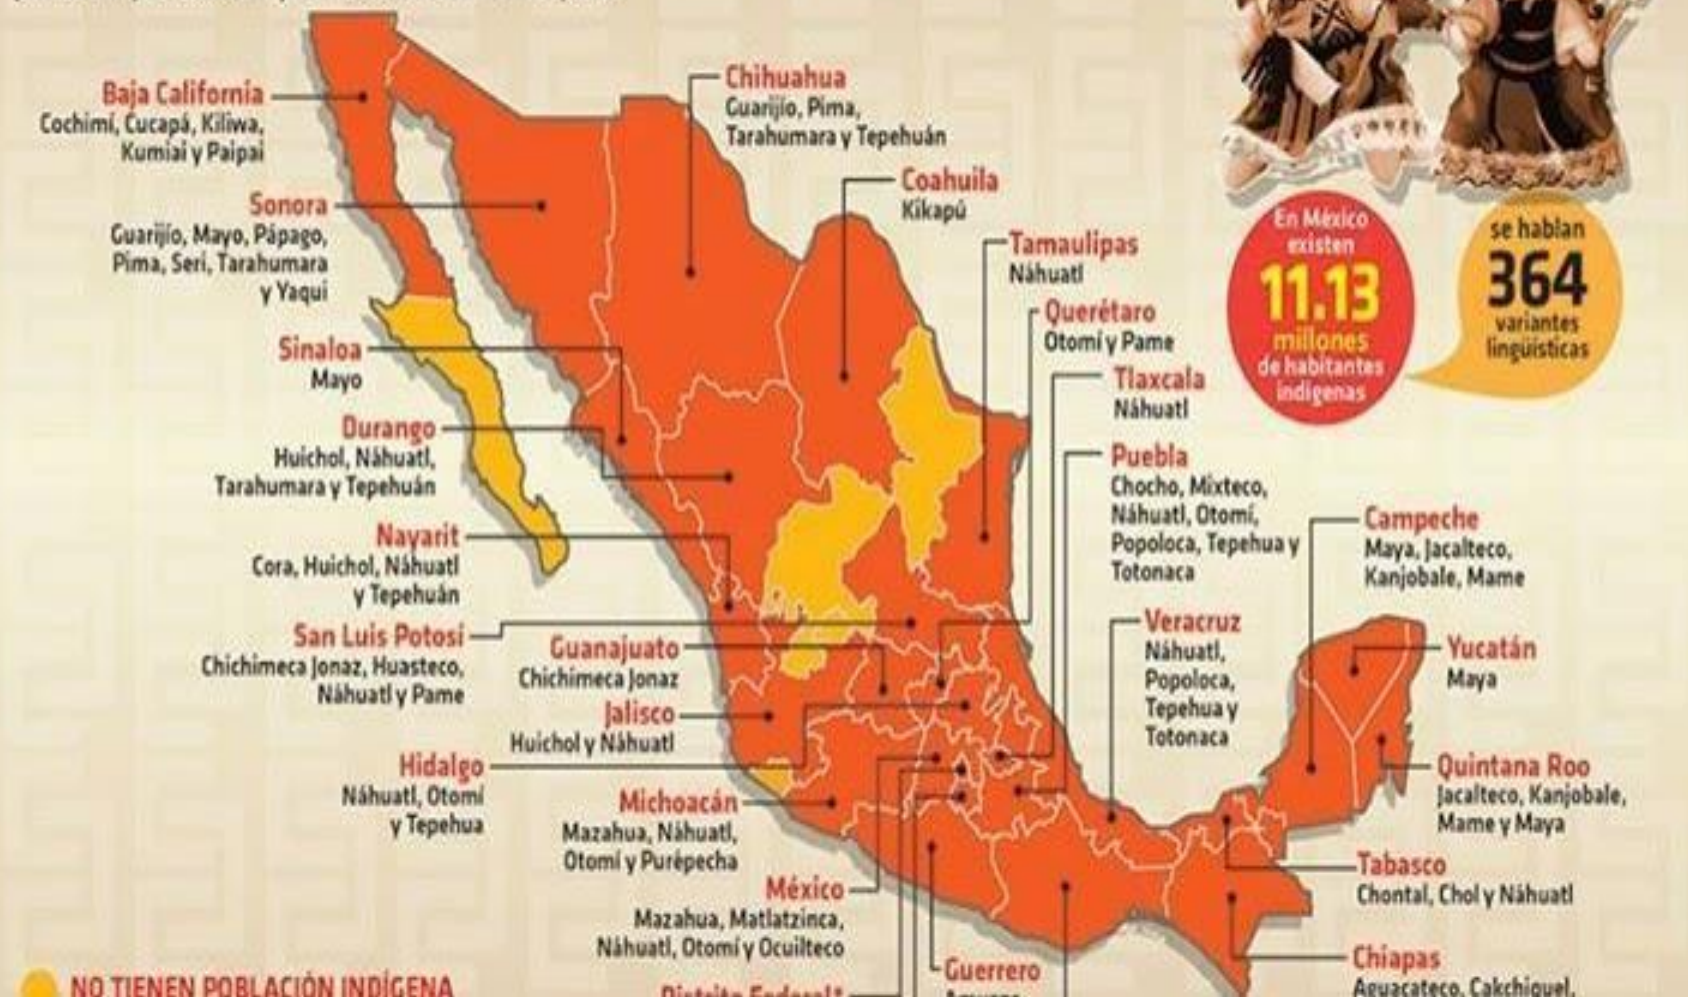 Baja California
Cochimí, Cucapá, Kiliwa,
Kumiai y Paipai
Sonora
Guarijío, Mayo, Pápago,
Pima, Seri, Tarahumara
y Yaqui
Sinaloa
Mayo
Durango
Huichol, Náhuatl,
Tarahumara y Tepehuán
Nayarit
Cora, Huichol, Náhuatl
y Tepehuán
San Luis Potosí
Chichimeca Jonaz, Huasteco,
Náhuatl y Pame
Guanajuato
Chichimeca Jonaz
Jalisco
Huichol y Náhuatl
Hidalgo
Náhuatl, Otomí
y Tepehua
Michoacán
Mazahua, Náhuatl,
Otomí y Purépecha
México
Mazahua, Matlatzinca,
Náhuatl, Otomí y Ocuilteco
Distrito Federal*
Guerrero
Chihuahua
Guarijío, Pima,
Tarahumara y Tepehuán
Coahuila
Kikapú
Tamaulipas
Náhuatl
Querétaro
Otomí y Pame
Tlaxcala
Náhuatl
Puebla
Chocho, Mixteco,
Náhuatl, Otomí,
Popoloca, Tepehua y
Totonaca
Veracruz
Náhuatl,
Popoloca,
Tepehua y
Totonaca
Campeche
Maya, Jacalteco,
Kanjobale, Mame
Yucatán
Maya
Quintana Roo
Jacalteco, Kanjobale,
Mame y Maya
Tabasco
Chontal, Chol y Náhuatl
Chiapas
Aguacateco, Cakchiquel,
En México
existen
11.13
millones
de habitantes
indígenas
se hablan
364
variantes
lingüísticas
NO TIENEN POBLACIÓN INDÍGENA